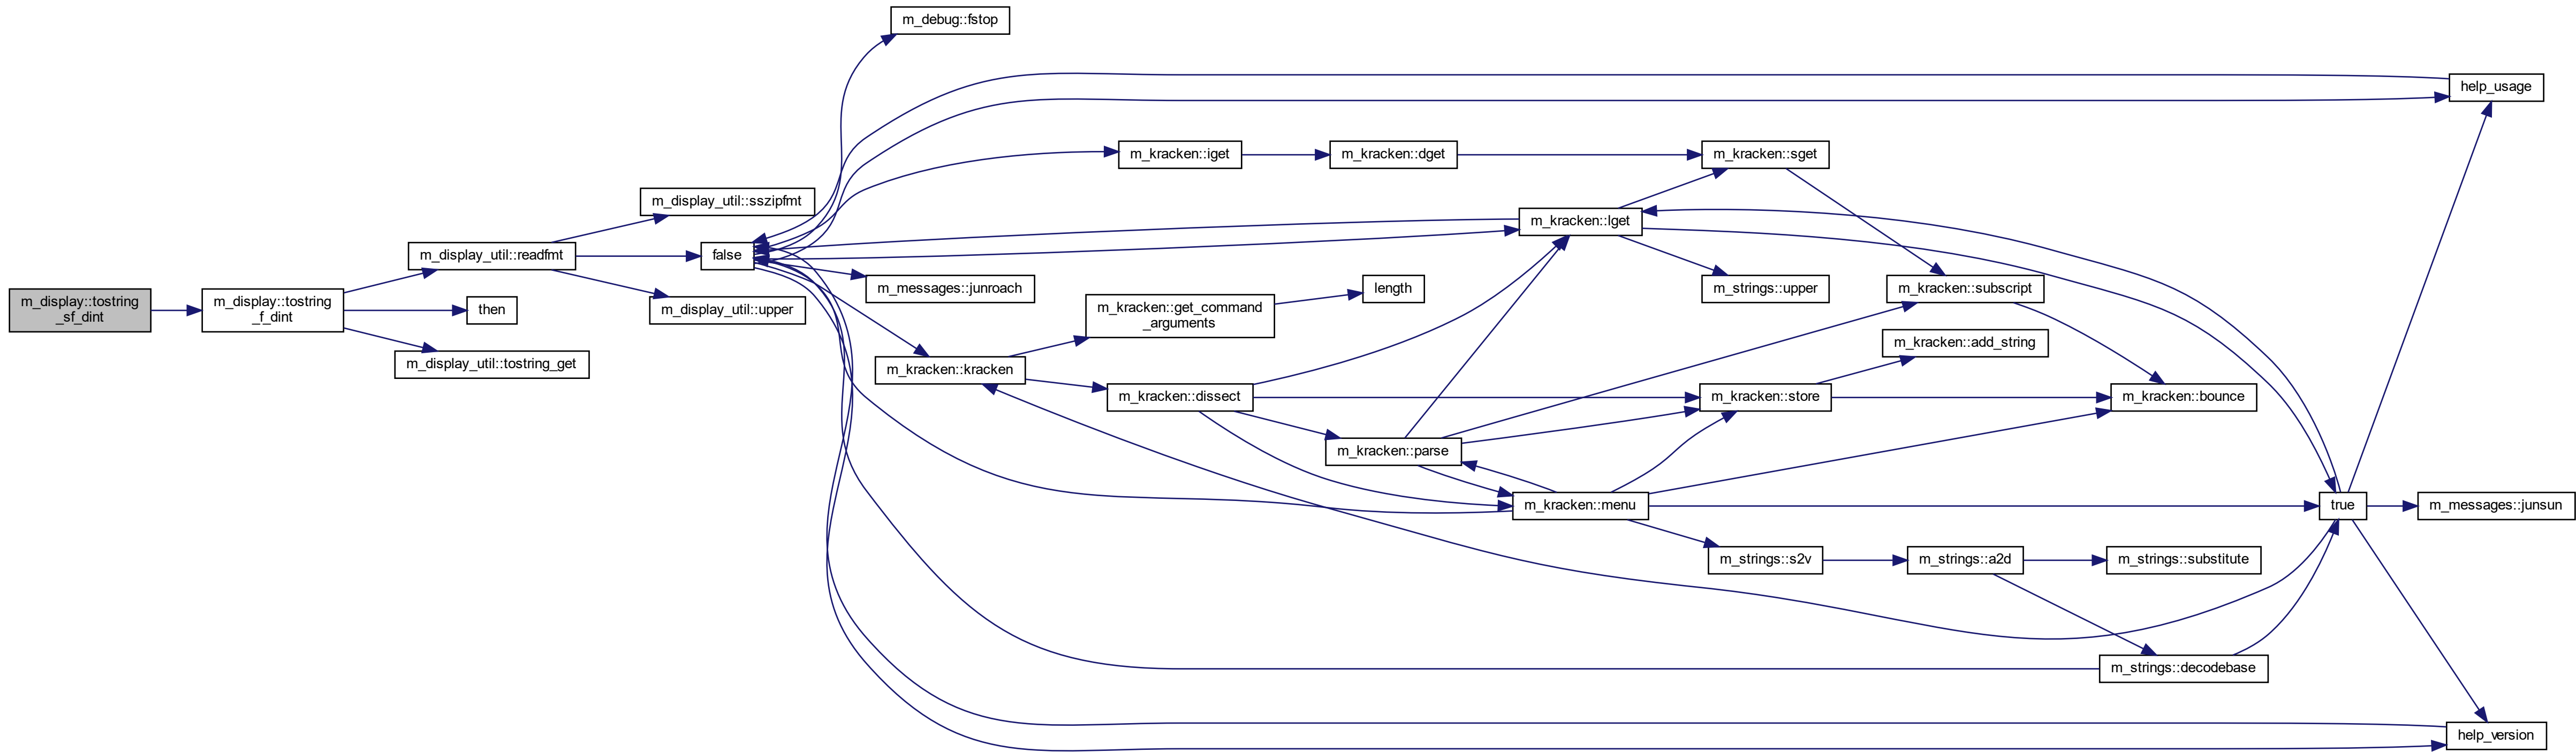 m_display::tostring
_sf_dint
m_display::tostring
_f_dint
m_display_util::readfmt
then
m_display_util::tostring_get
m_display_util::sszipfmt
false
m_display_util::upper
m_debug::fstop
m_messages::junroach
m_kracken::kracken
m_kracken::iget
m_kracken::get_command
_arguments
m_kracken::dissect
m_kracken::dget
length
m_kracken::parse
m_kracken::lget
m_kracken::menu
m_kracken::sget
m_strings::upper
m_kracken::store
m_strings::s2v
m_kracken::subscript
m_kracken::add_string
m_strings::a2d
m_kracken::bounce
m_strings::substitute
m_strings::decodebase
true
help_usage
m_messages::junsun
help_version